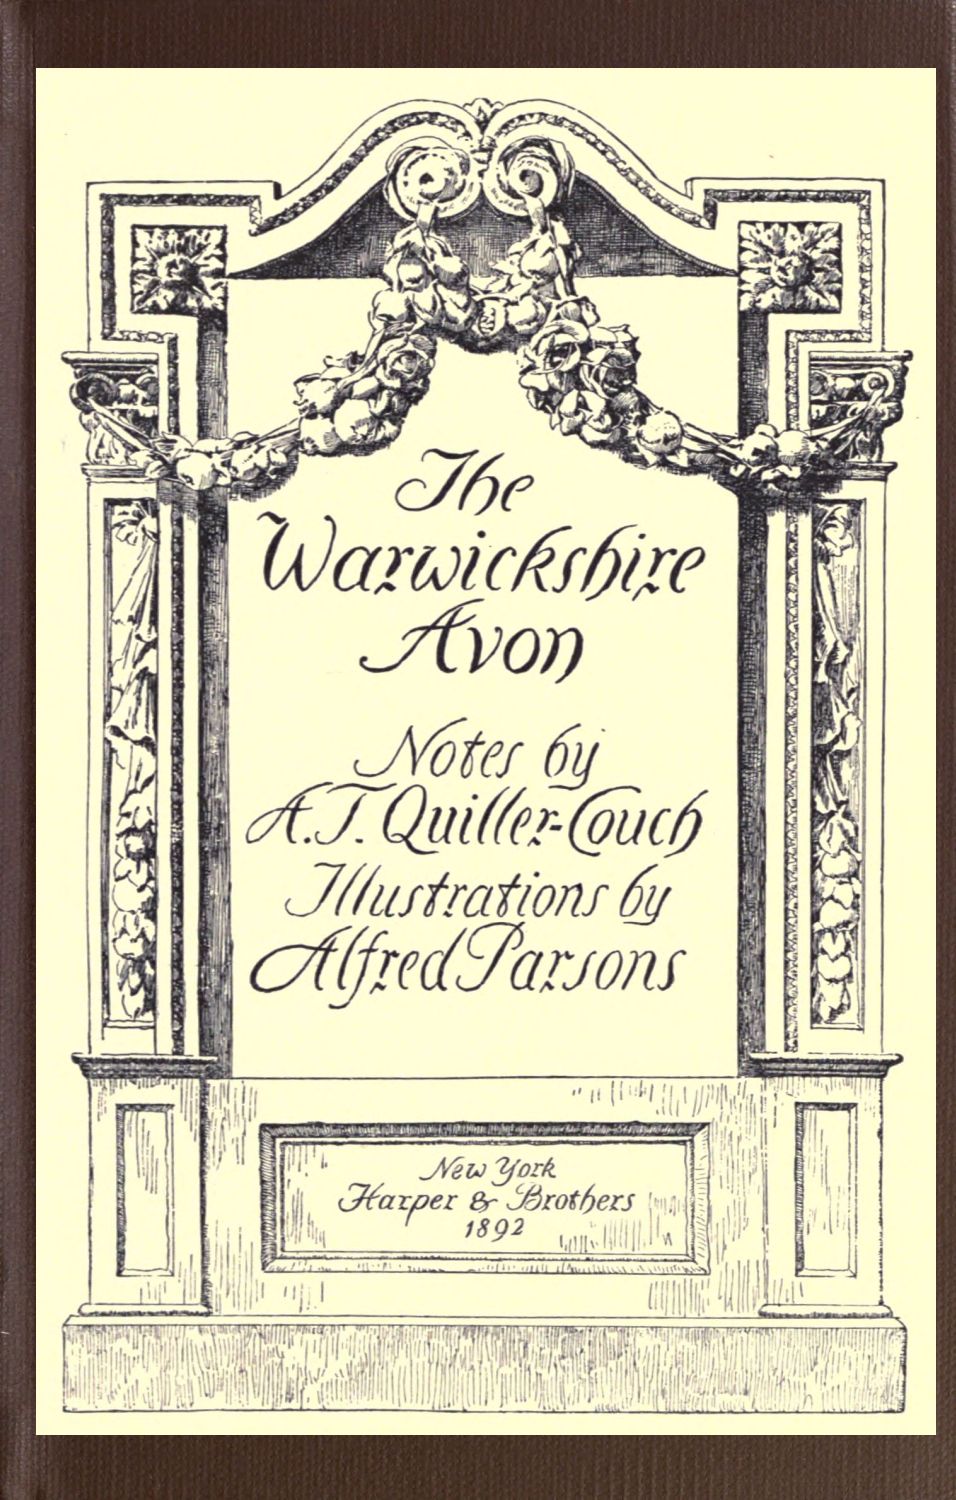 The
Warwickshire
Avon
Notes by
A.T. Quiller-Couch
Illustrations by
Alfred Parsons
New York
Harper & Brothers
1892